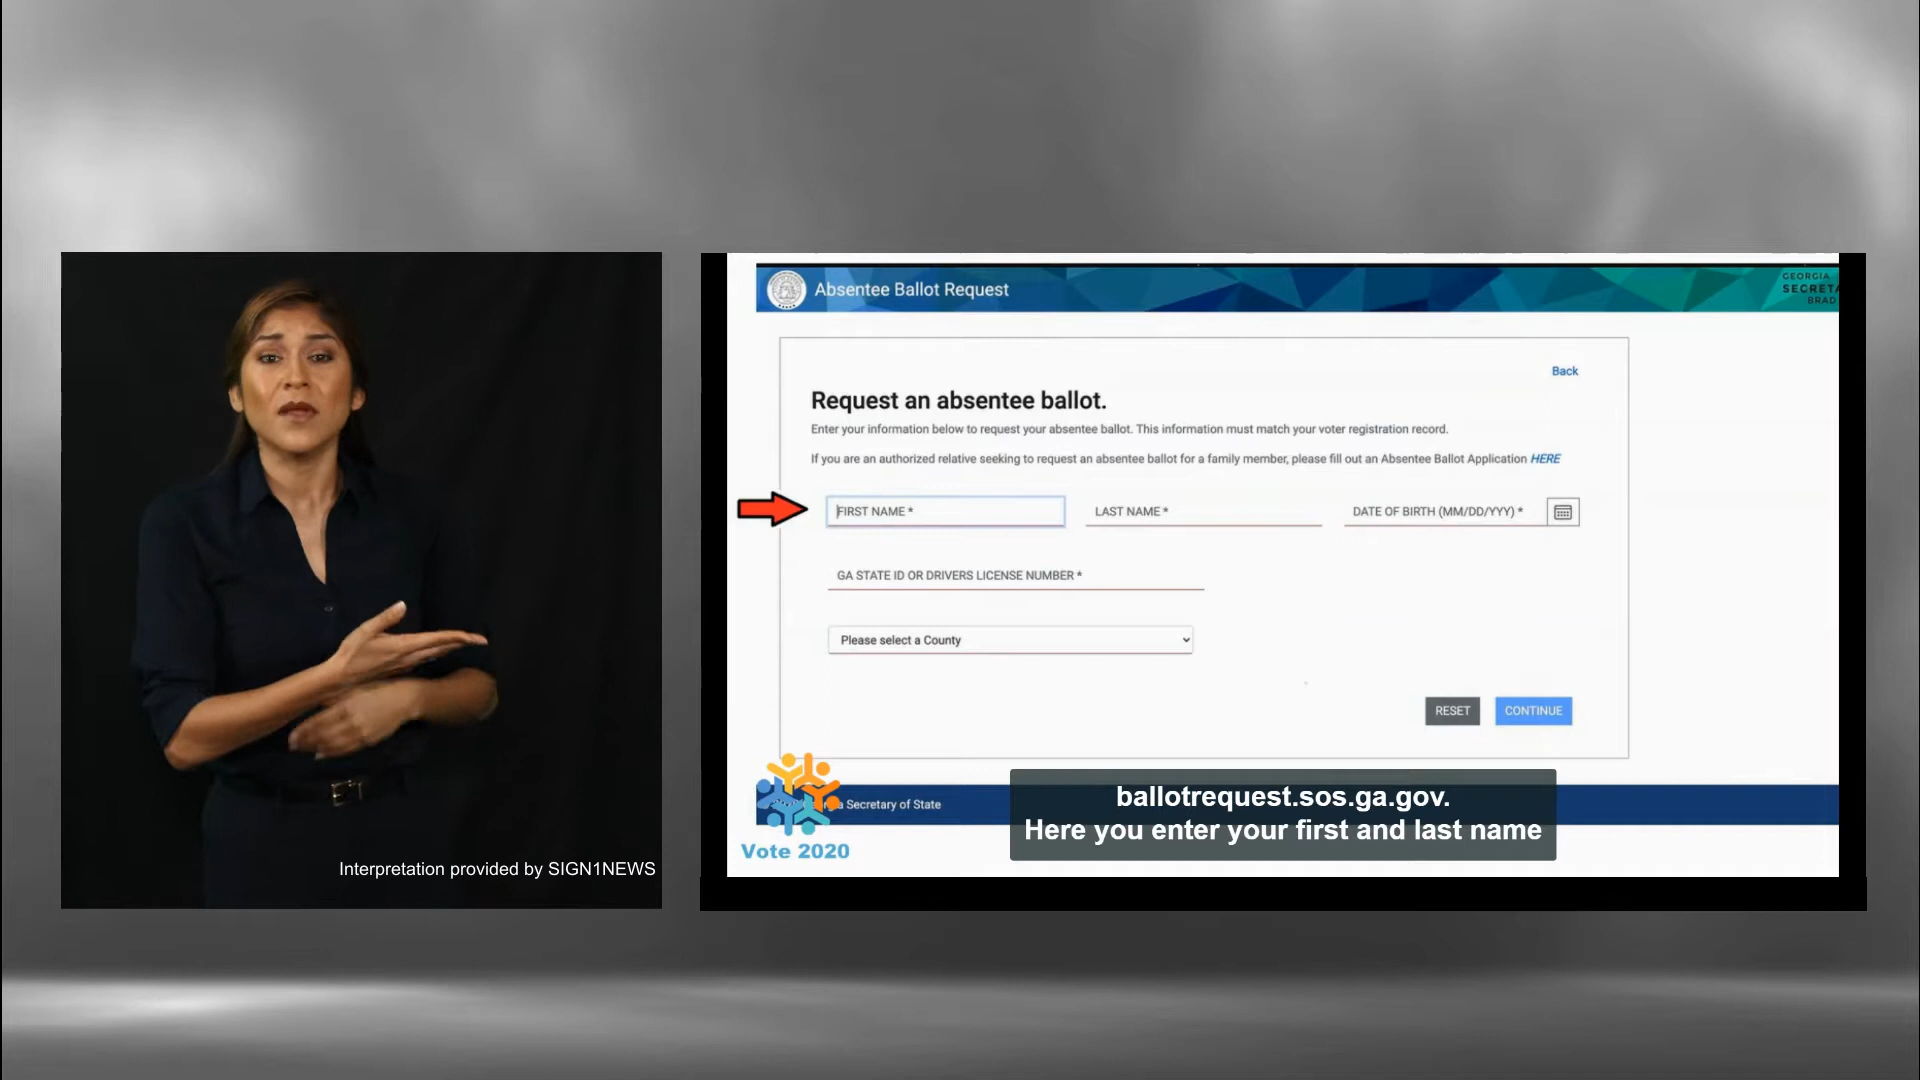 Absentee Ballot Request
GEORGIA
SECRETA
BRAD
Back
Request an absentee ballot.
Enter your information below to request your absentee ballot. This information must match your voter registration record.
If you are an authorized relative seeking to request an absentee ballot for a family member, please fill out an Absentee Ballot Application HERE
FIRST NAME *
LAST NAME *
DATE OF BIRTH (MM/DD/YYY) *
GA STATE ID OR DRIVERS LICENSE NUMBER *
Please select a County
RESET
CONTINUE
a Secretary of State
ballotrequest.sos.ga.gov.
Here you enter your first and last name
Vote 2020
Interpretation provided by SIGN1NEWS